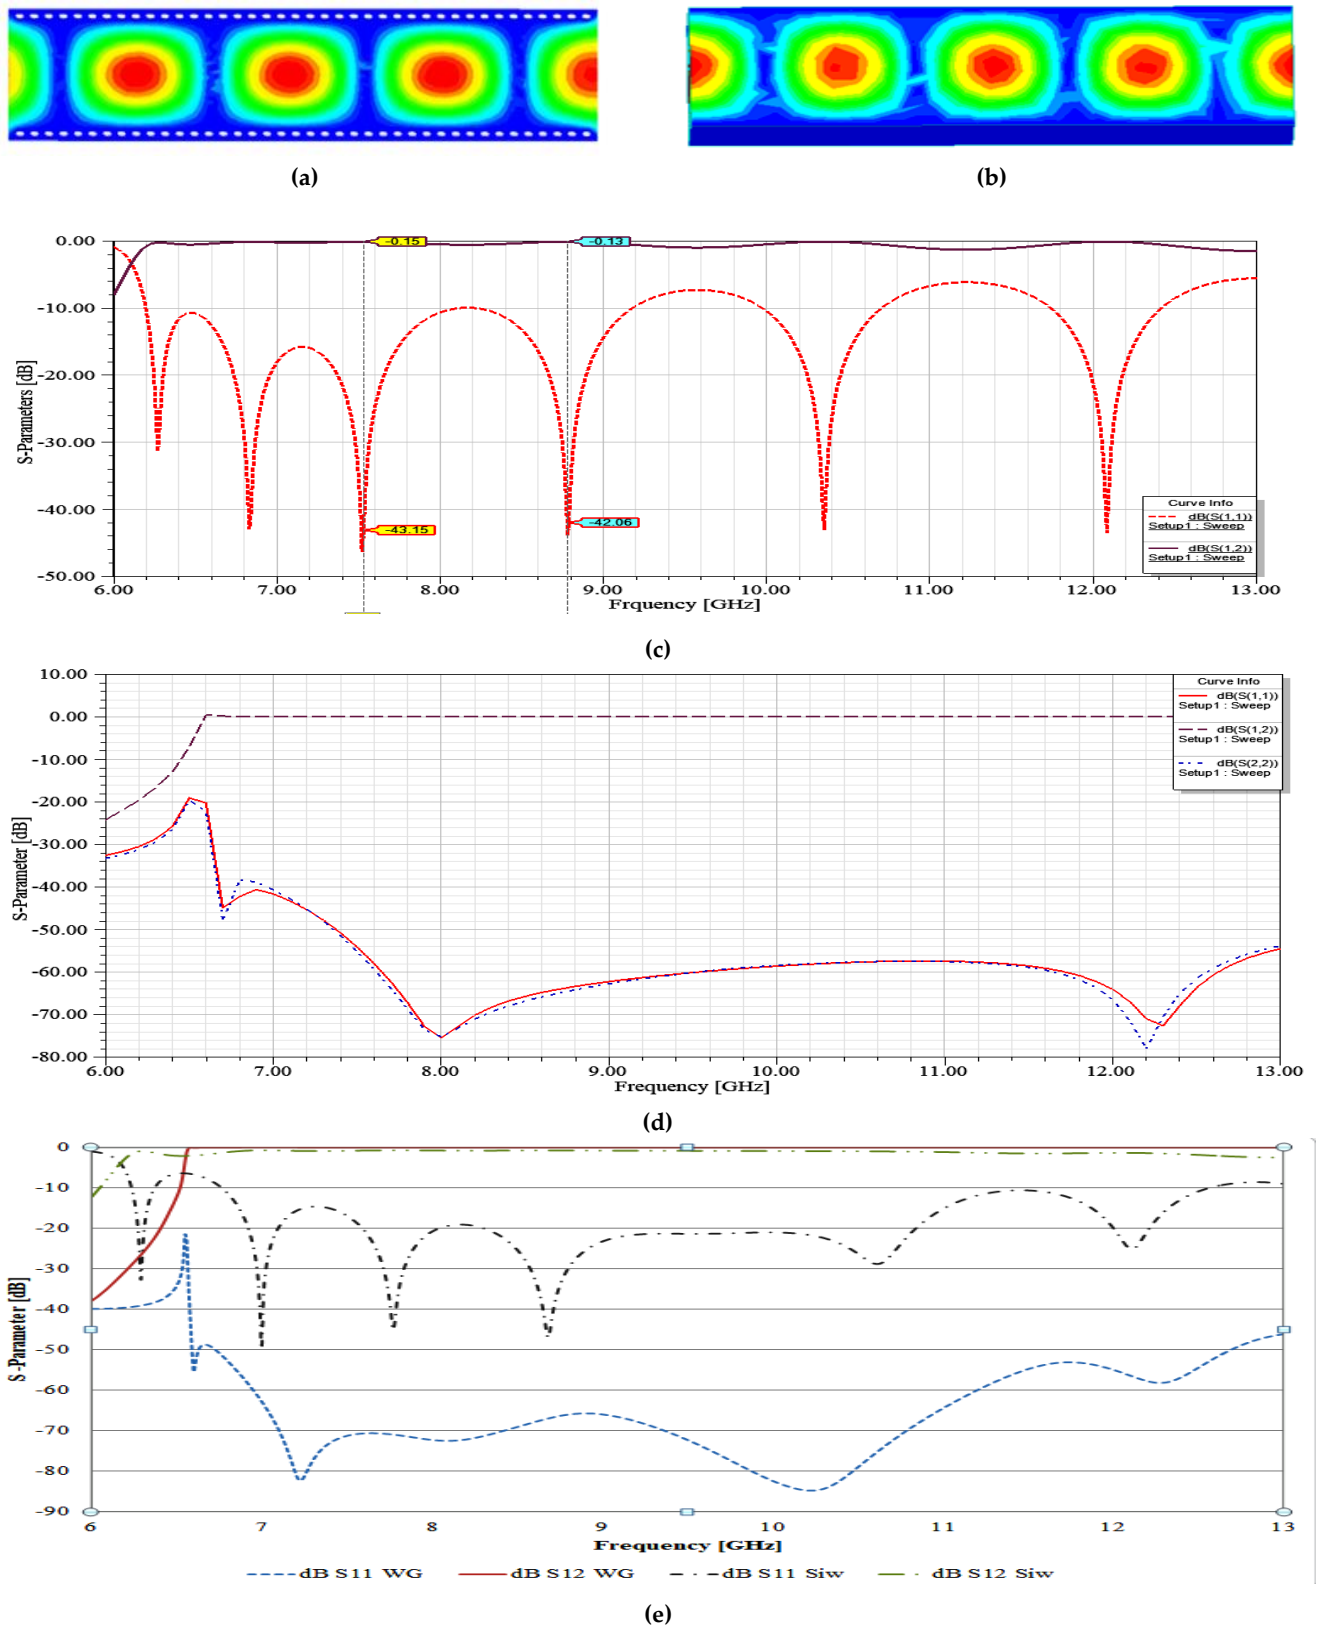 (a)
(b)
0.00
-10.00
-20.00
-30.00
-40.00
-50.00
S-Parameters [dB]
-0.15
-0.13
-43.15
-42.06
Curve Info
dB(S(1,1))
Setup1 : Sweep
dB(S(1,2))
Setup1 : Sweep
6.00 7.00 8.00 9.00 10.00 11.00 12.00 13.00
Frquency [GHz]
(c)
10.00
0.00
-10.00
-20.00
-30.00
-40.00
-50.00
-60.00
-70.00
-80.00
S-Parameter [dB]
Curve Info
dB(S(1,1))
Setup1 : Sweep
dB(S(1,2))
Setup1 : Sweep
dB(S(2,2))
Setup1 : Sweep
6.00 7.00 8.00 9.00 10.00 11.00 12.00 13.00
Frequency [GHz]
(d)
0
-10
-20
-30
-40
-50
-60
-70
-80
-90
S -Parameter [dB]
6 7 8 9 10 11 12 13
Frequency [GHz]
dB S11 WG dB S12 WG dB S11 Siw dB S12 Siw
(e)